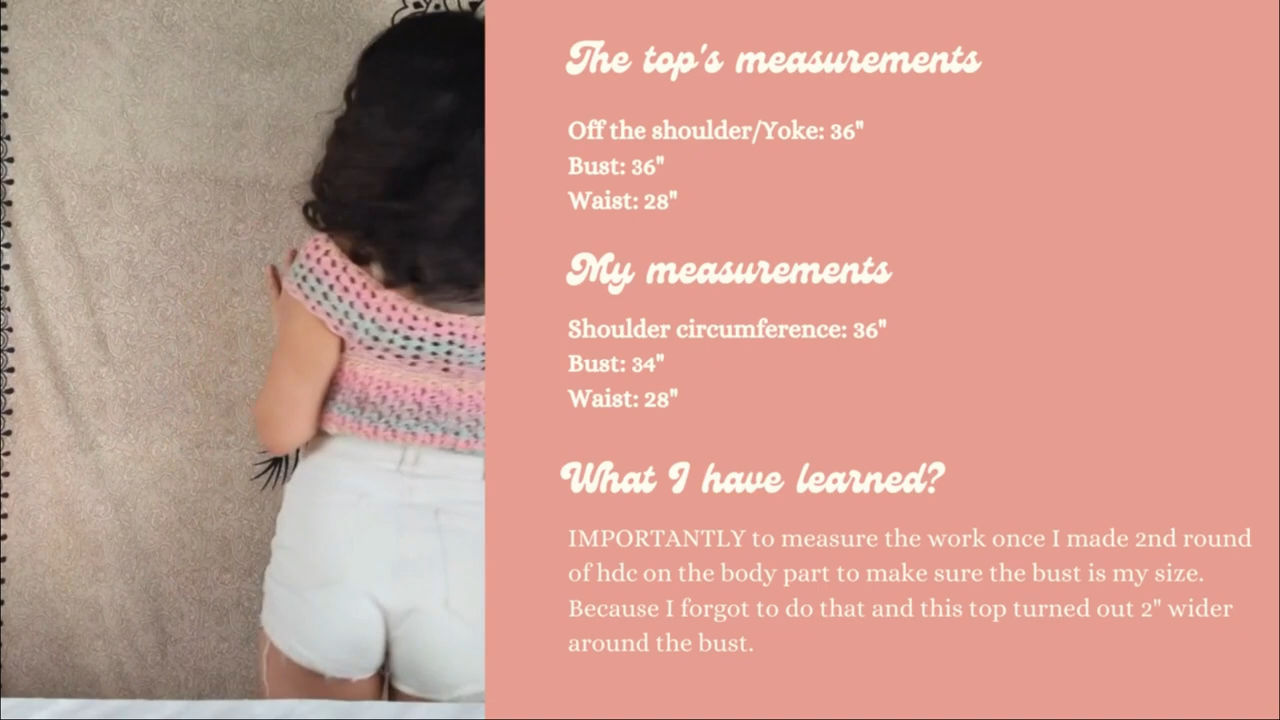 The top's measurements
Off the shoulder/Yoke: 36"
Bust: 36"
Waist: 28"
My measurements
Shoulder circumference: 36"
Bust: 34"
Waist: 28"
What I have learned?
IMPORTANTLY to measure the work once I made 2nd round
of hdc on the body part to make sure the bust is my size.
Because I forgot to do that and this top turned out 2" wider
around the bust.